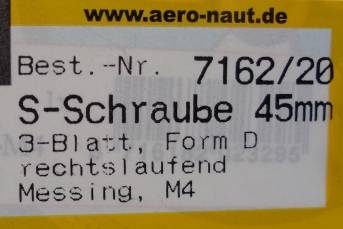 www.aero-naut.de
Best.-Nr. 7162/20
S-Schraube 45mm
3-Blatt, Form D
rechtslaufend
Messing, M4